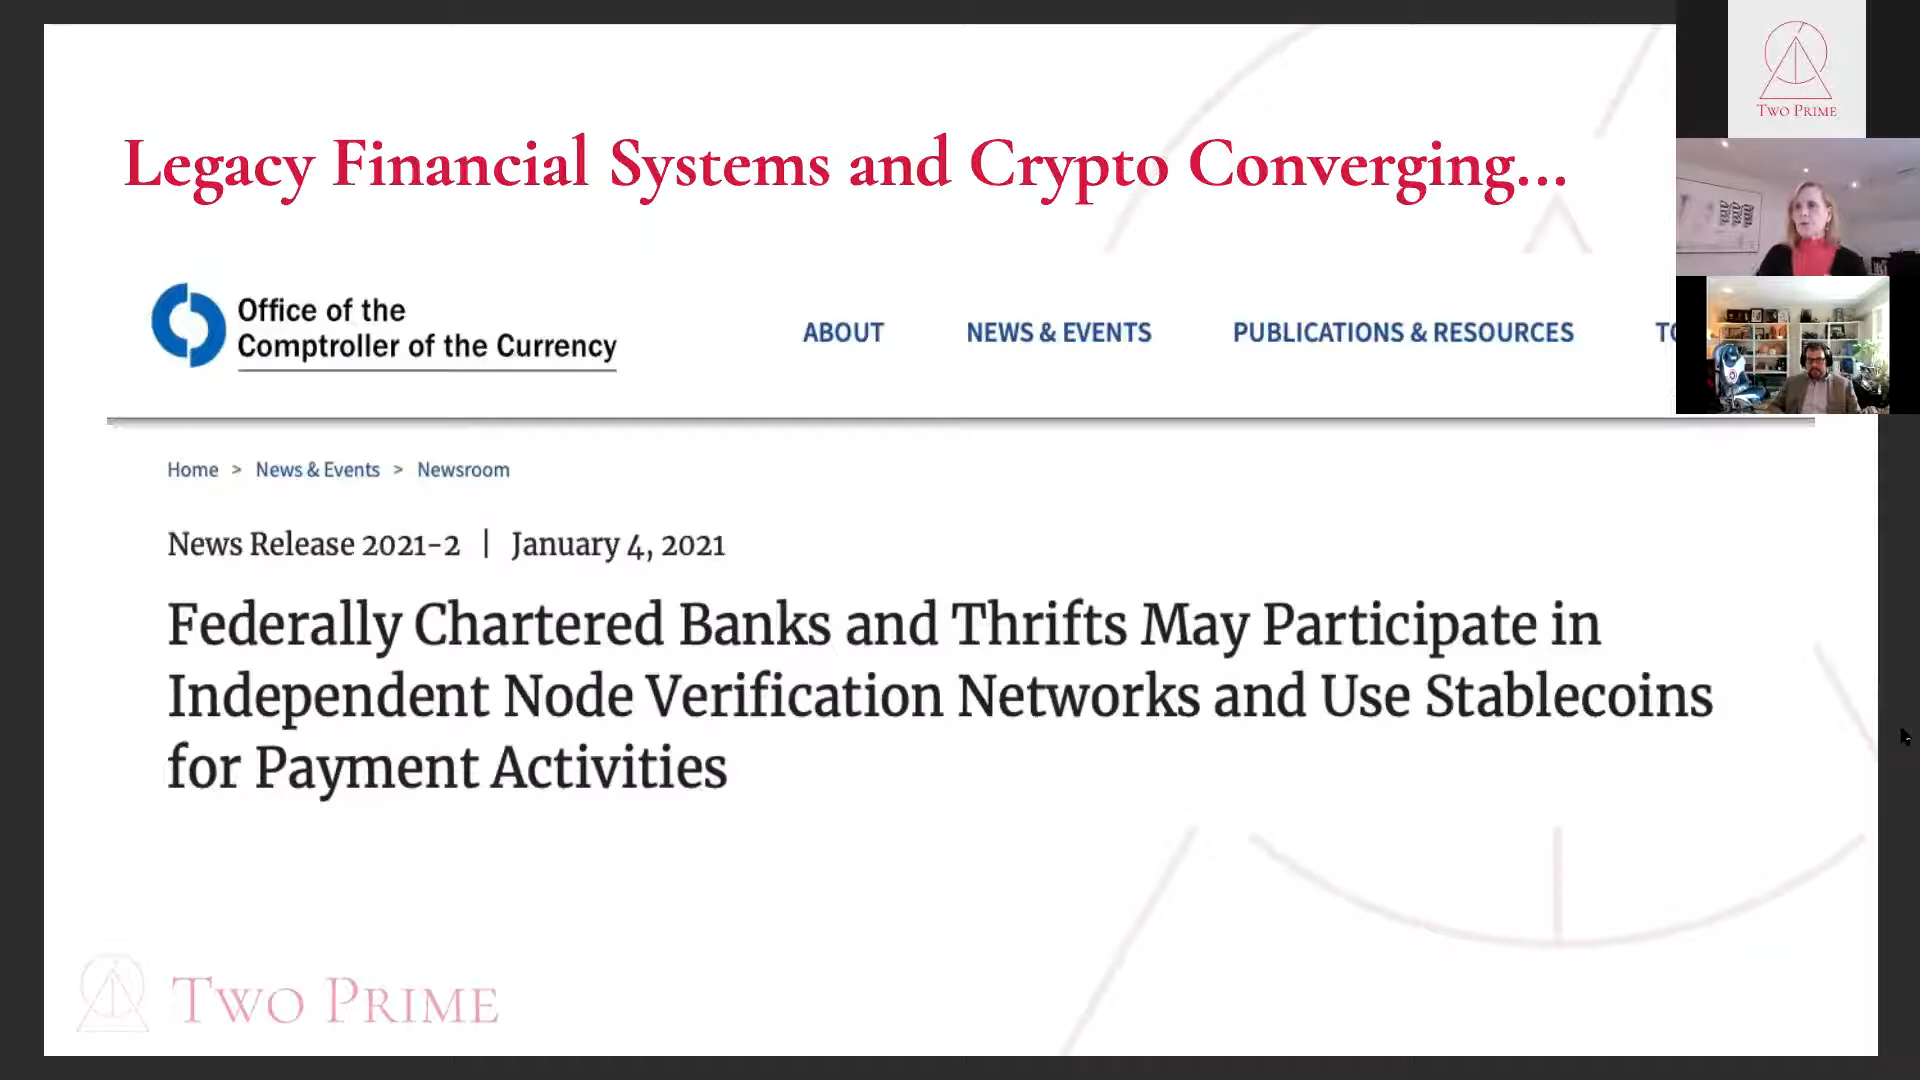 Legacy Financial Systems and Crypto Converging...
TWO PRIME
Office of the
Comptroller of the Currency
ABOUT NEWS & EVENTS PUBLICATIONS & RESOURCES
Home > News & Events > Newsroom
News Release 2021-2 | January 4, 2021
Federally Chartered Banks and Thrifts May Participate in
Independent Node Verification Networks and Use Stablecoins
for Payment Activities
TWO PRIME